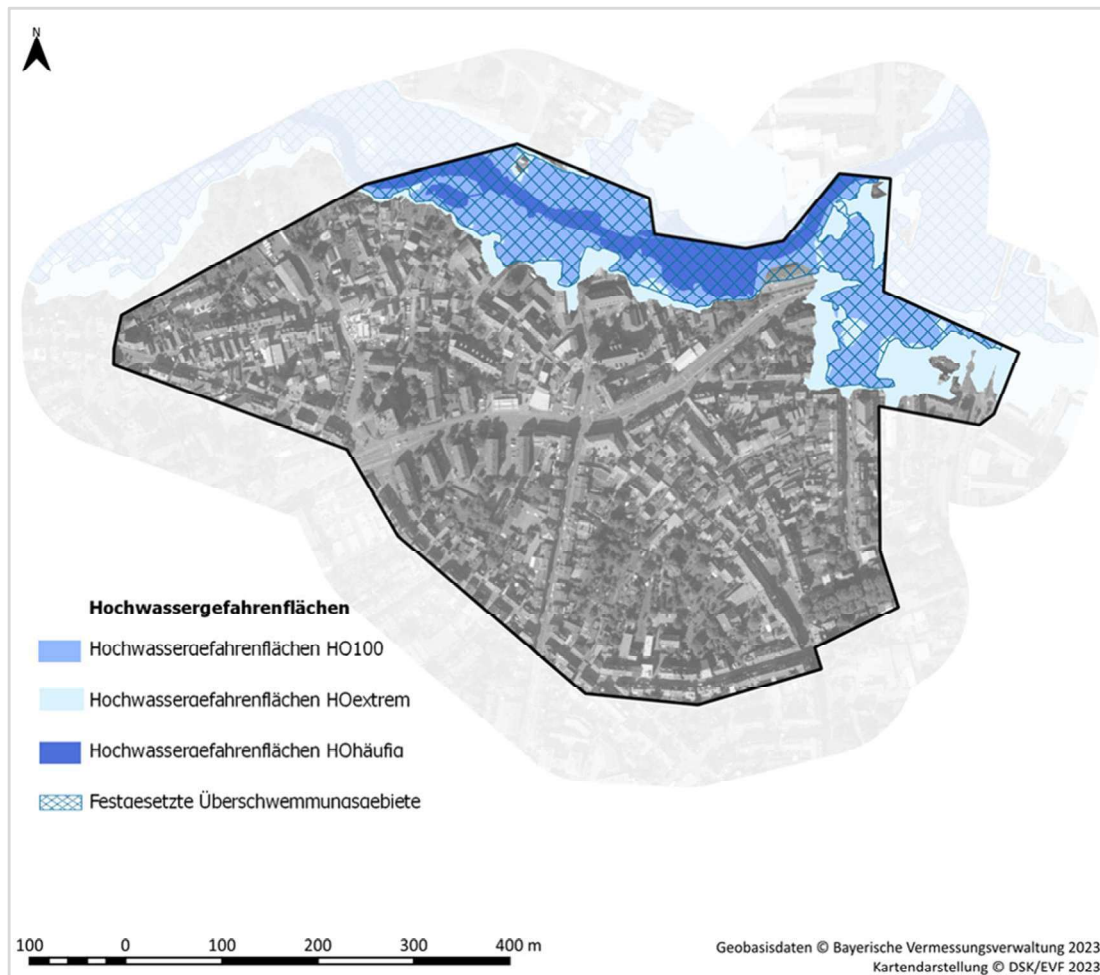 N
Hochwassergefahrenflächen
Hochwassergefahrenflächen HQ100
Hochwassergefahrenflächen HQextrem
Hochwassergefahrenflächen HQhäufig
Festgesetzte Überschwemmungsgebiete
100 0 100 200 300 400 m
Geobasisdaten © Bayerische Vermessungsverwaltung 2023
Kartendarstellung © DSK/EVF 2023